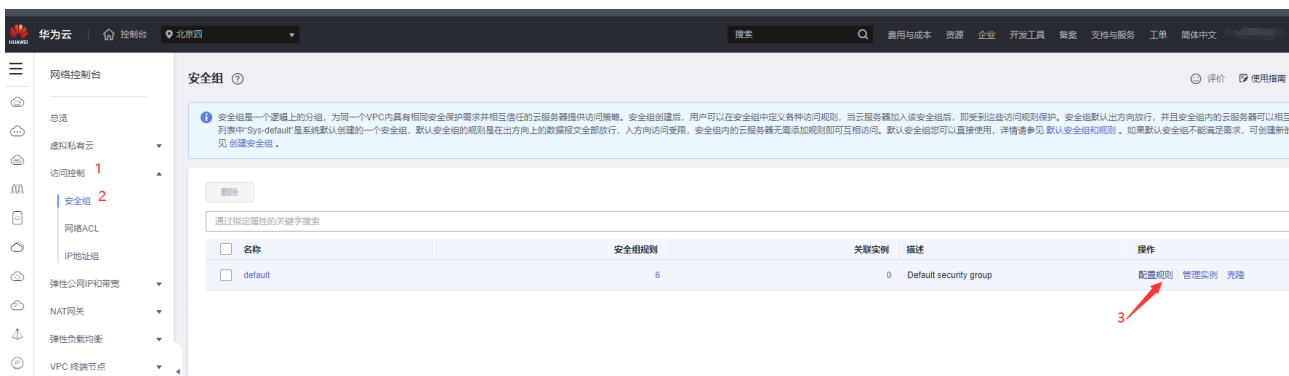 HUAWEI
华为云 控制台 北京四 搜索 费用与成本 资源 企业 开发工具 备案 支持与服务 工单 简体中文
网络控制台
安全组 评价 使用指南
总览
安全组是一个逻辑上的分组，为同一个VPC内具有相同安全保护需求并相互信任的云服务器提供访问策略。安全组创建后，用户可以在安全组中定义各种访问规则，当云服务器加入该安全组后，即受到这些访问规则保护。安全组默认出方向放行，并且安全组内的云服务器可以相互
列表中"Sys-default"是系统默认创建的一个安全组，默认安全组的规则是在出方向上的数据报文全部放行，入方向访问受限，安全组内的云服务器无需添加规则即可互相访问。默认安全组您可以直接使用，详情请参见 默认安全组和规则 。如果默认安全组不能满足需求，可创建新的
见 创建安全组 。
虚拟私有云
访问控制 1
安全组 2
网络ACL
IP地址组
弹性公网IP和带宽
NAT网关
弹性负载均衡
VPC 终端节点
删除
通过指定属性的关键字搜索
名称 安全组规则 关联实例 描述 操作
default 6 0 Default security group 配置规则 管理实例 克隆
3